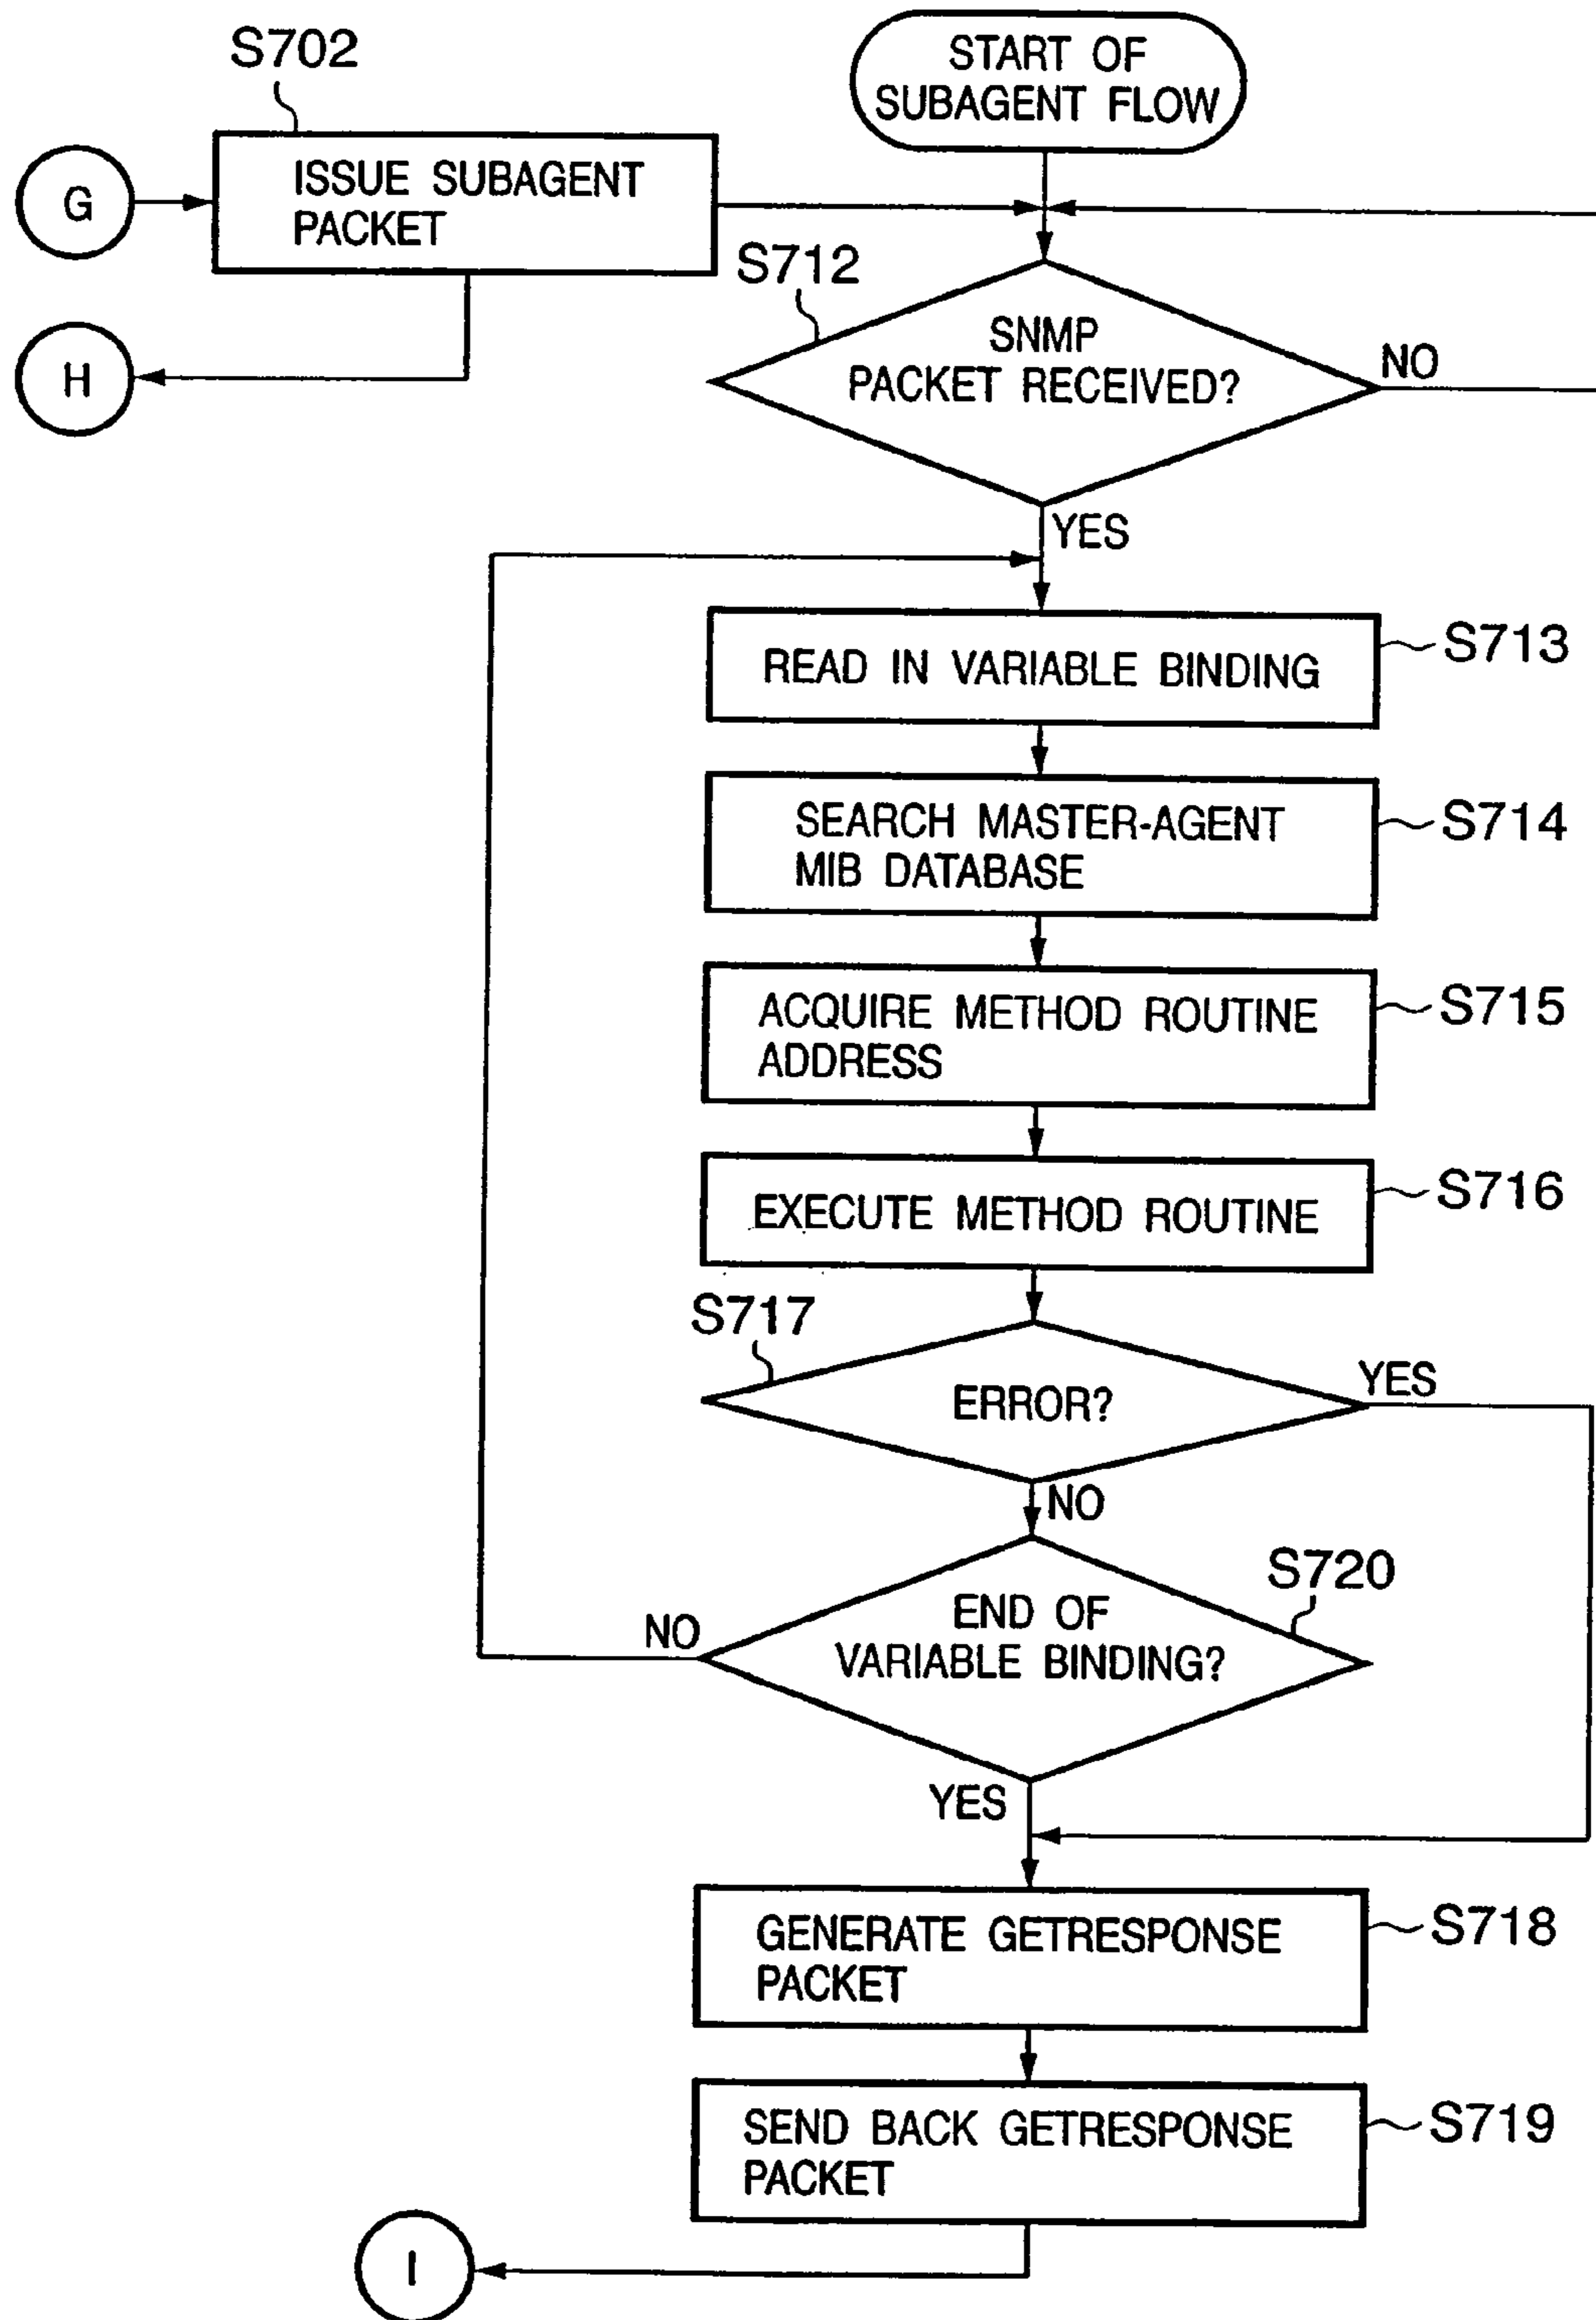 S702
START OF
SUBAGENT FLOW
G
ISSUE SUBAGENT
PACKET
H
S712
SNMP
PACKET RECEIVED?
NO
YES
READ IN VARIABLE BINDING
S713
SEARCH MASTER-AGENT
MIB DATABASE
S714
ACQUIRE METHOD ROUTINE
ADDRESS
S715
EXECUTE METHOD ROUTINE
S716
S717
ERROR?
YES
NO
S720
END OF
VARIABLE BINDING?
NO
YES
GENERATE GETRESPONSE
PACKET
S718
SEND BACK GETRESPONSE
PACKET
S719
I